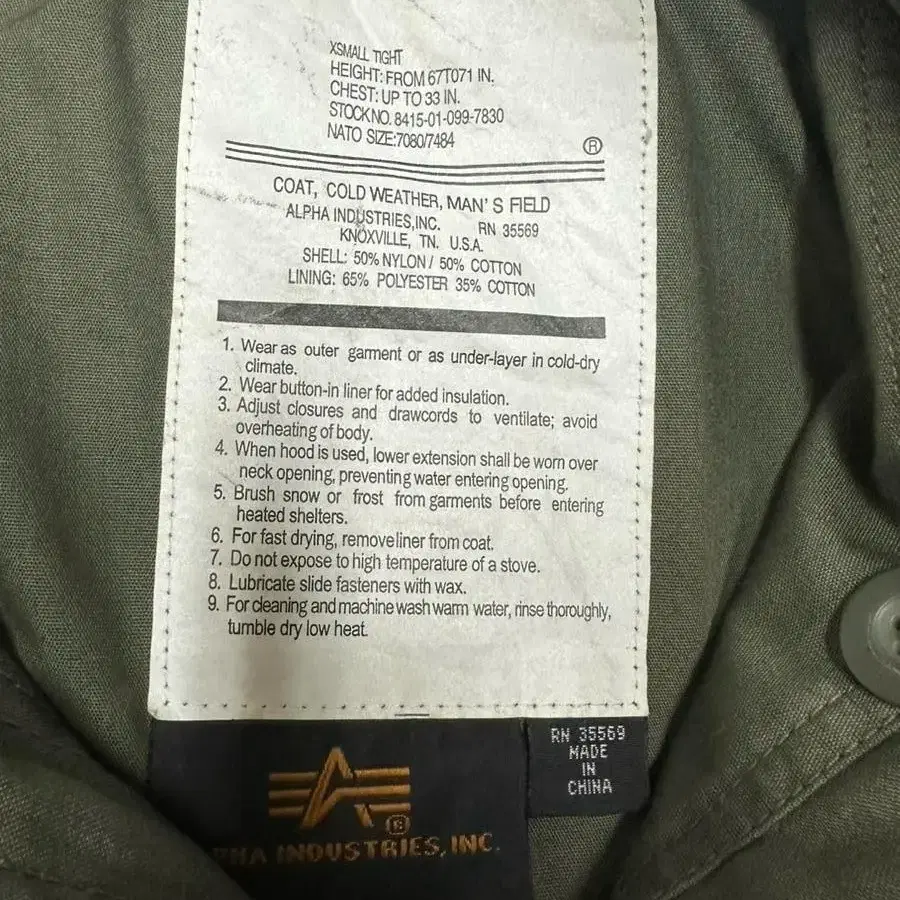 XSMALL TIGHT
HEIGHT: FROM 67T071 IN.
CHEST: UP TO 33 IN.
STOCK NO. 8415-01-099-7830
NATO SIZE:7080/7484
®
COAT, COLD WEATHER, MAN' S FIELD
ALPHA INDUSTRIES,INC. RN 35569
KNOXVILLE, TN. U.S.A.
SHELL: 50% NYLON / 50% COTTON
LINING: 65% POLYESTER 35% COTTON
1. Wear as outer garment or as under-layer in cold-dry
climate.
2. Wear button-in liner for added insulation.
3. Adjust closures and drawcords to ventilate; avoid
overheating of body.
4. When hood is used, lower extension shall be worn over
neck opening, preventing water entering opening.
5. Brush snow or frost from garments before entering
heated shelters.
6. For fast drying, removeliner from coat.
7. Do not expose to high temperature of a stove.
8. Lubricate slide fasteners with wax.
9. For cleaning and machine wash warm water, rinse thoroughly,
tumble dry low heat.
RN 35569
MADE
IN
CHINA
®
PHA INDUSTRIES, INC.